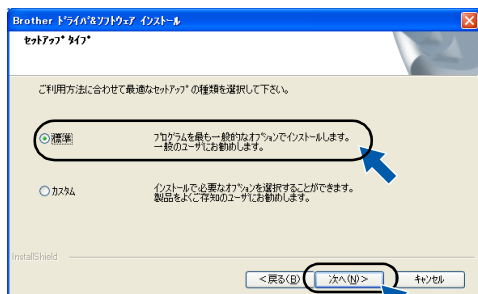 Brother ﾄﾞﾗｲﾊﾞ&ｿﾌﾄｳｪｱ ｲﾝｽﾄｰﾙ
ｾｯﾄｱｯﾌﾟ ﾀｲﾌﾟ
ご利用方法に合わせて最適なｾｯﾄｱｯﾌﾟの種類を選択して下さい。
標準
ﾌﾟﾛｸﾞﾗﾑを最も一般的なｵﾌﾟｼｮﾝでｲﾝｽﾄｰﾙします。
一般のﾕｰｻﾞにお勧めします。
ｶｽﾀﾑ
ｲﾝｽﾄｰﾙで必要なｵﾌﾟｼｮﾝを選択することができます。
製品をよくご存知のﾕｰｻﾞにお勧めします。
InstallShield
<戻る(B)
次へ(N)>
ｷｬﾝｾﾙ